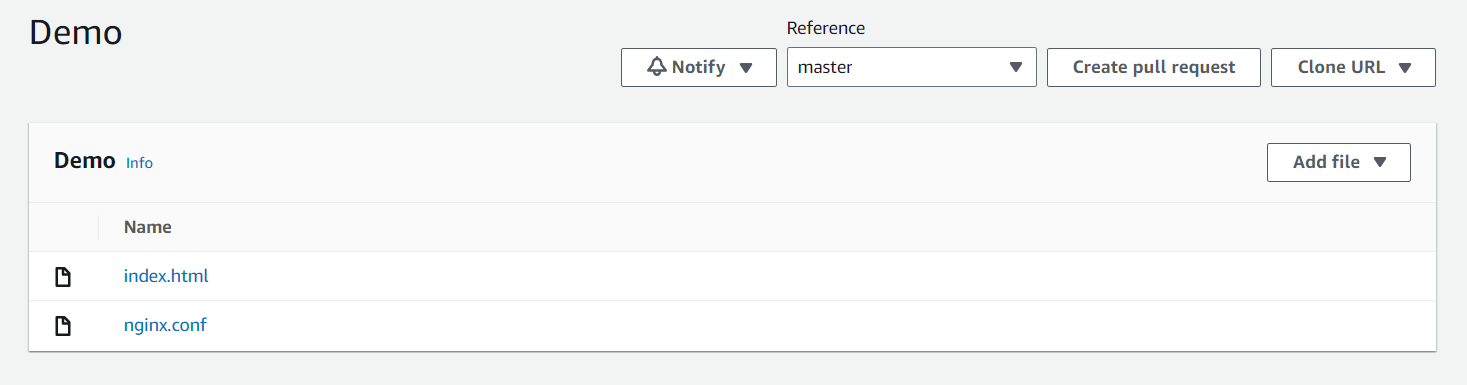 Demo
Reference
Notify
master
Create pull request
Clone URL
Demo Info
Add file
Name
index.html
nginx.conf